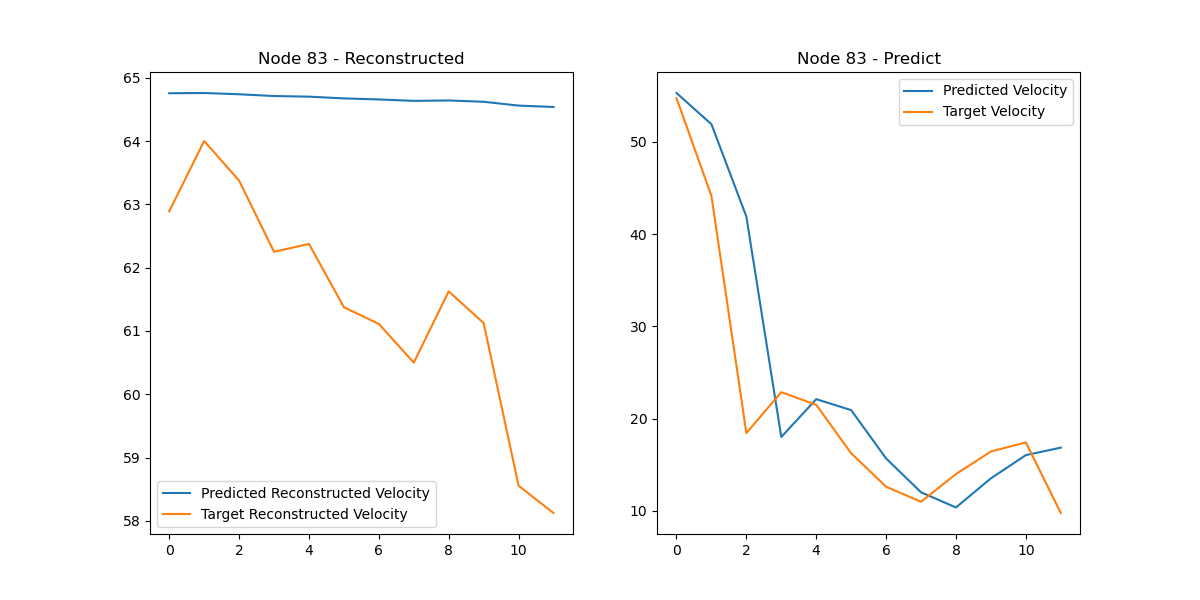 Node 83 - Reconstructed
65
64
63
62
61
60
59
58
0 2 4 6 8 10
Predicted Reconstructed Velocity
Target Reconstructed Velocity
Node 83 - Predict
50
40
30
20
10
0 2 4 6 8 10
Predicted Velocity
Target Velocity